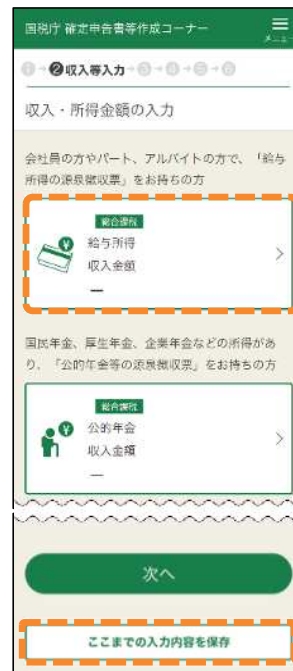 国税庁 確定申告書等作成コーナー
メニュー
1 2 収入等入力 3 4 5 6
収入・所得金額の入力
会社員の方やパート、アルバイトの方で、「給与
所得の源泉徴収票」をお持ちの方
総合課税
給与所得
収入金額
—
国民年金、厚生年金、企業年金などの所得があ
り、「公的年金等の源泉徴収票」をお持ちの方
総合課税
公的年金
収入金額
—
次へ
ここまでの入力内容を保存